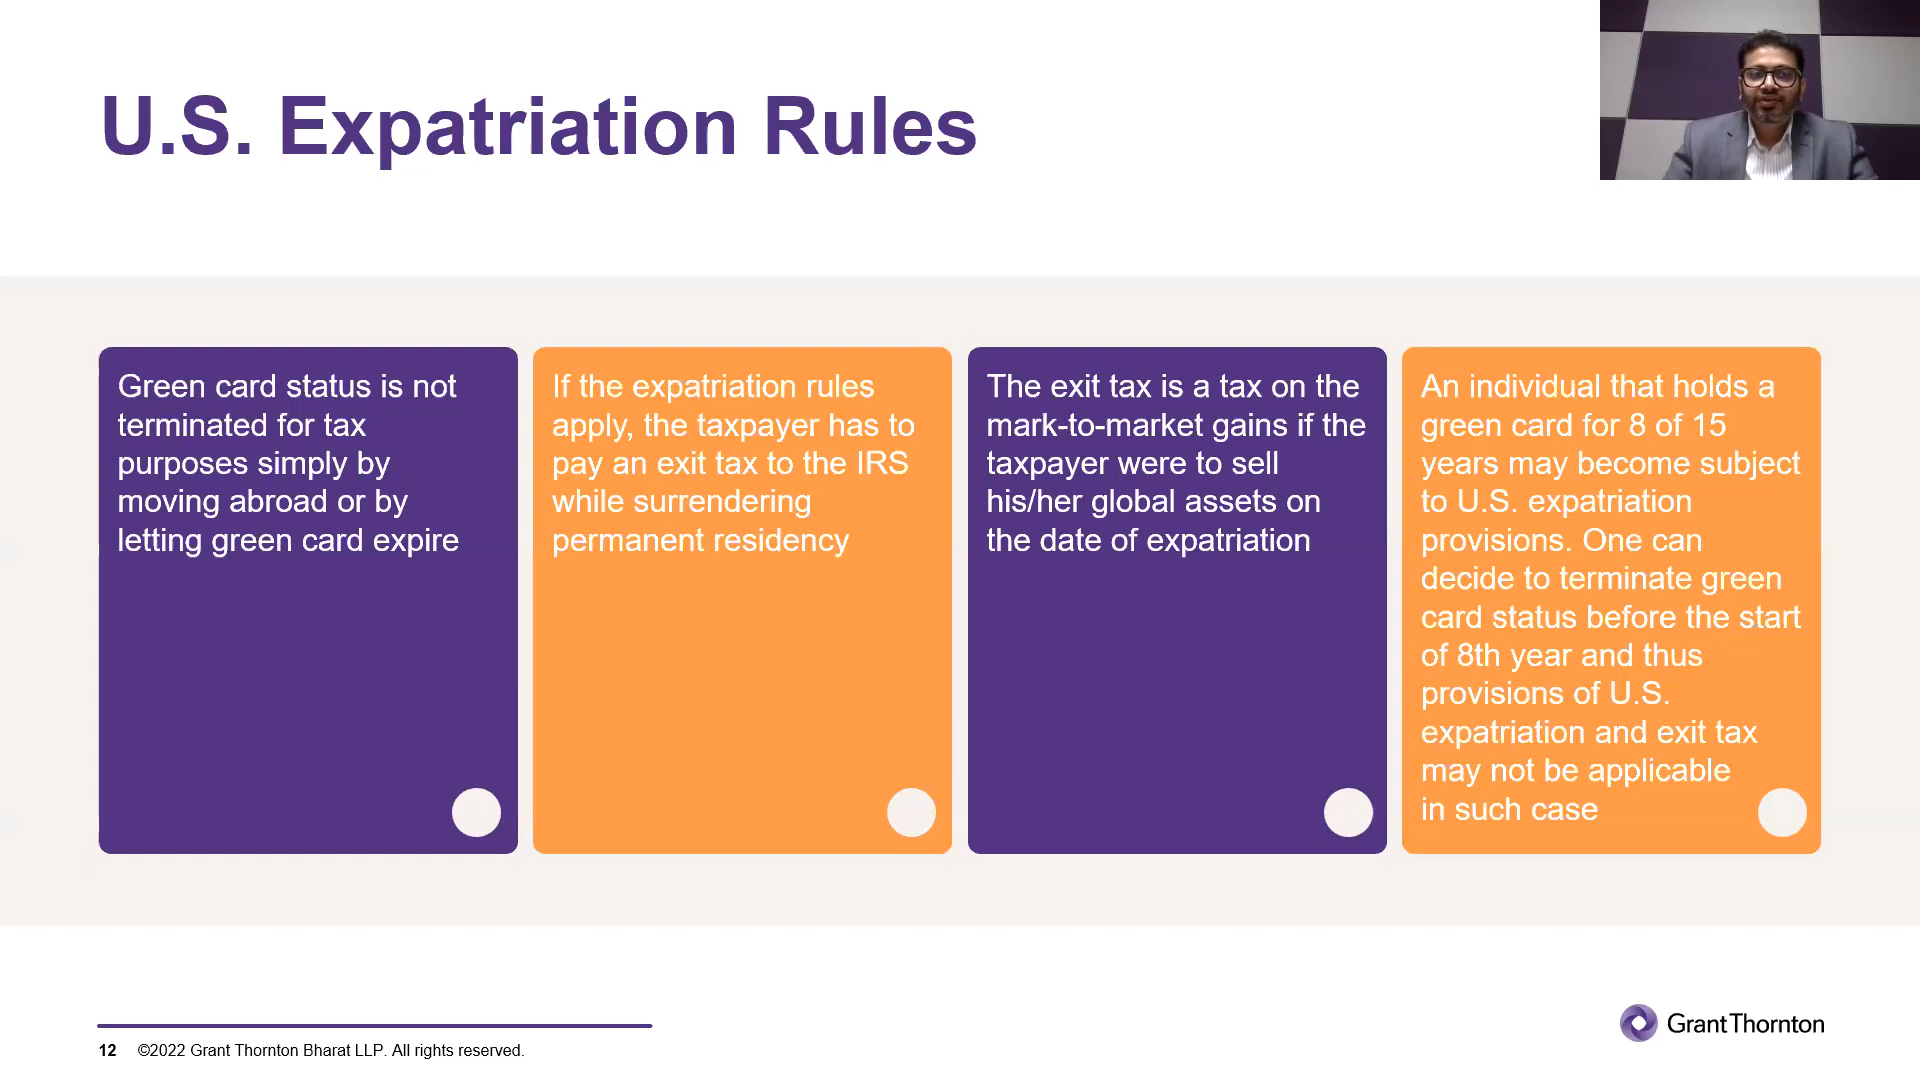 U.S. Expatriation Rules
Green card status is not
terminated for tax
purposes simply by
moving abroad or by
letting green card expire
If the expatriation rules
apply, the taxpayer has to
pay an exit tax to the IRS
while surrendering
permanent residency
The exit tax is a tax on the
mark-to-market gains if the
taxpayer were to sell
his/her global assets on
the date of expatriation
An individual that holds a
green card for 8 of 15
years may become subject
to U.S. expatriation
provisions. One can
decide to terminate green
card status before the start
of 8th year and thus
provisions of U.S.
expatriation and exit tax
may not be applicable
in such case
12 ©2022 Grant Thornton Bharat LLP. All rights reserved.
GrantThornton